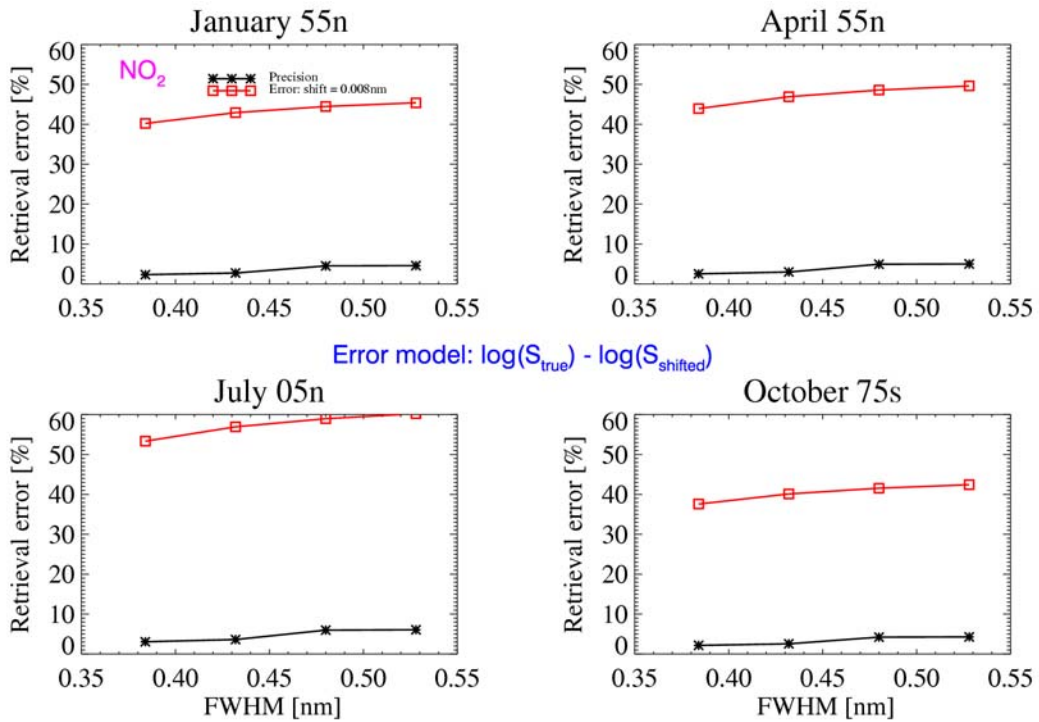 January 55n
April 55n
NO2
Precision
Error: shift = 0.008nm
Retrieval error [%]
60
50
40
30
20
10
0
0.35 0.40 0.45 0.50 0.55
Retrieval error [%]
60
50
40
30
20
10
0
0.35 0.40 0.45 0.50 0.55
Error model: log(Strue) - log(Sshifted)
July 05n
October 75s
Retrieval error [%]
60
50
40
30
20
10
0
0.35 0.40 0.45 0.50 0.55
FWHM [nm]
Retrieval error [%]
60
50
40
30
20
10
0
0.35 0.40 0.45 0.50 0.55
FWHM [nm]